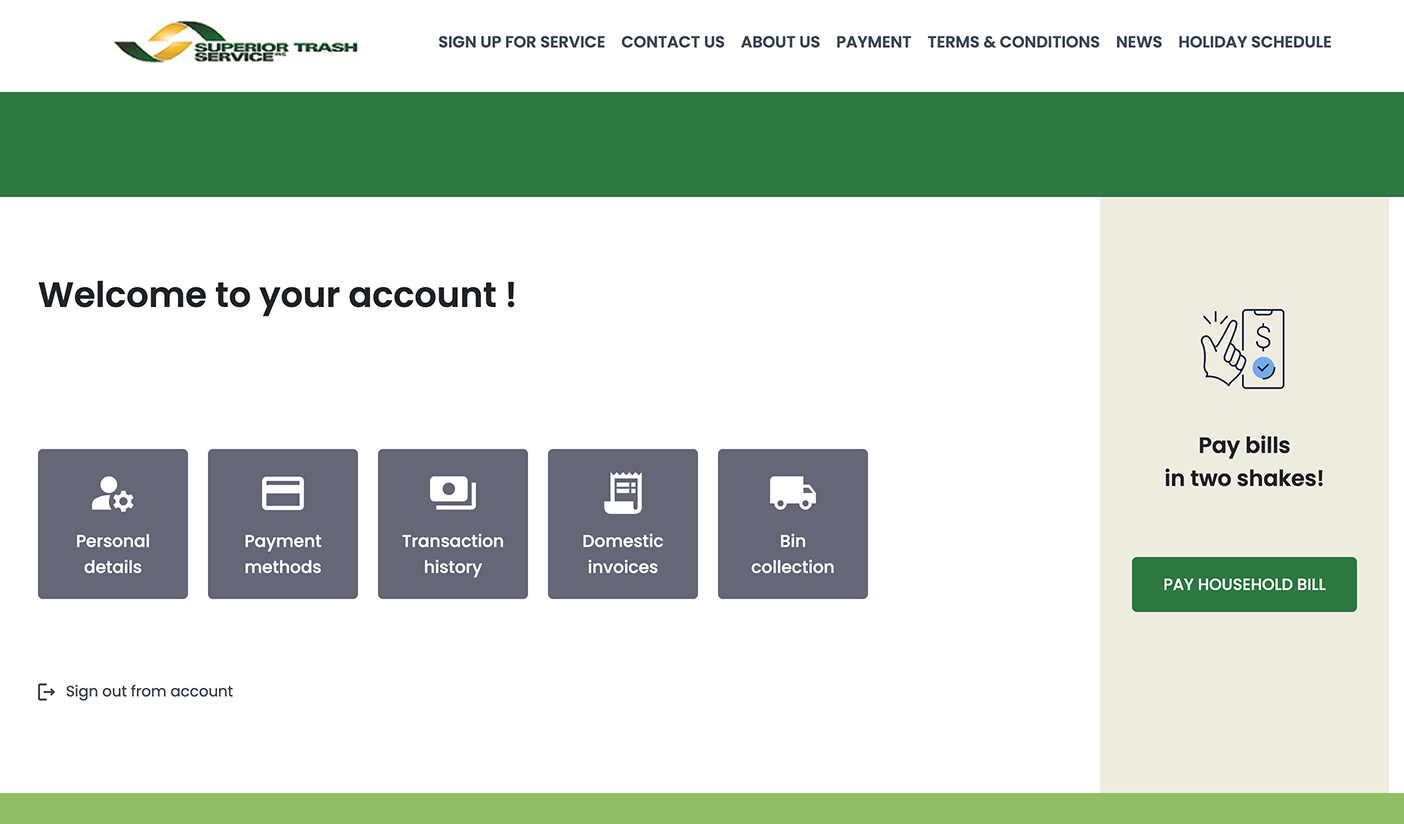 SUPERIOR TRASH
SERVICE INC
SIGN UP FOR SERVICE CONTACT US ABOUT US PAYMENT TERMS & CONDITIONS NEWS HOLIDAY SCHEDULE
Welcome to your account !
Personal
details
Payment
methods
Transaction
history
Domestic
invoices
Bin
collection
Sign out from account
$
Pay bills
in two shakes!
PAY HOUSEHOLD BILL